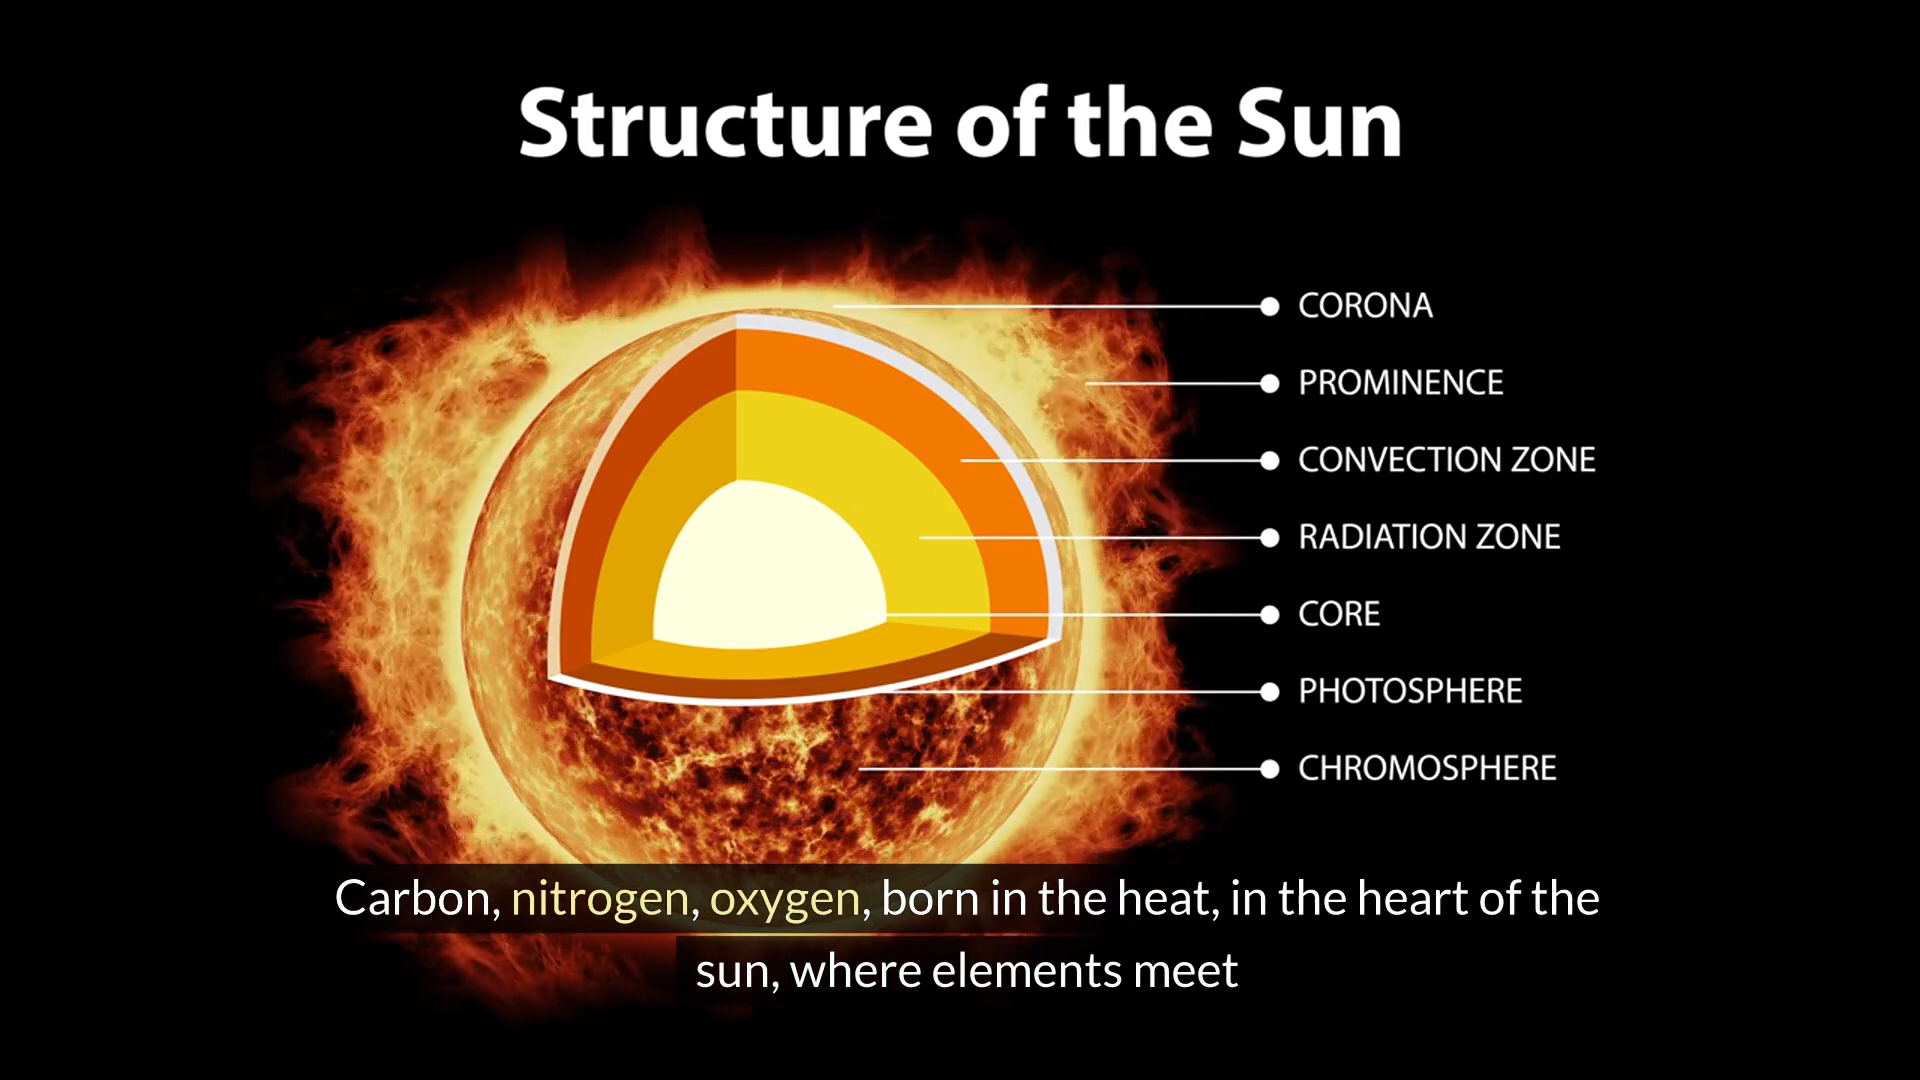 Structure of the Sun
CORONA
PROMINENCE
CONVECTION ZONE
RADIATION ZONE
CORE
PHOTOSPHERE
CHROMOSPHERE
Carbon, nitrogen, oxygen, born in the heat, in the heart of the
sun, where elements meet